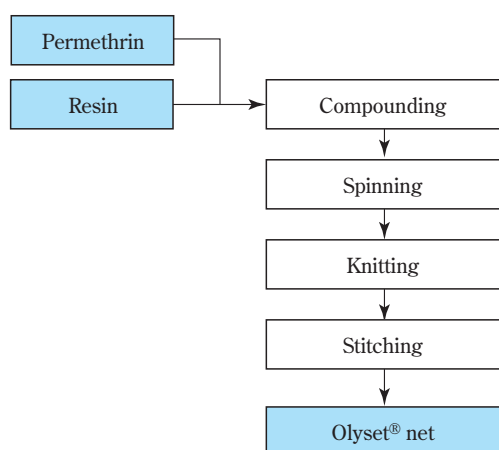 Permethrin
Resin
Compounding
Spinning
Knitting
Stitching
Olyset® net